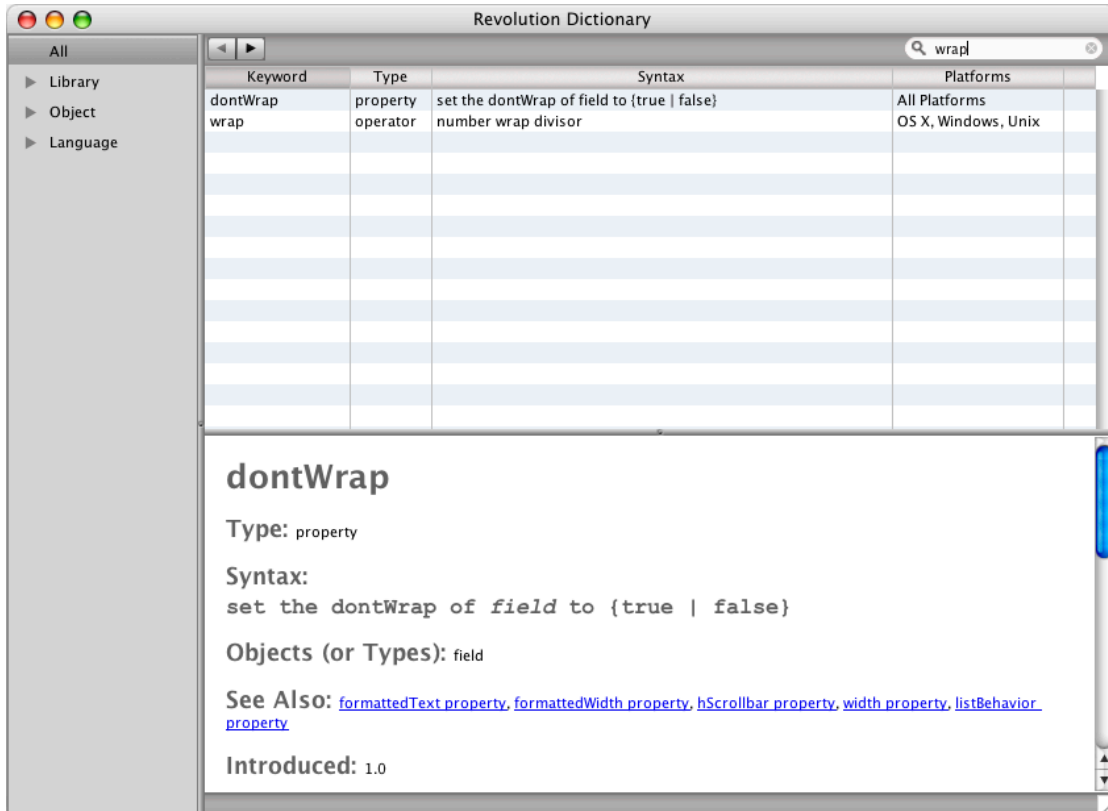 Revolution Dictionary
All
Library
Object
Language
wrap
Keyword Type Syntax Platforms
dontWrap property set the dontWrap of field to {true | false} All Platforms
wrap operator number wrap divisor OS X, Windows, Unix
dontWrap
Type: property
Syntax:
set the dontWrap of field to {true | false}
Objects (or Types): field
See Also: formattedText property, formattedWidth property, hScrollbar property, width property, listBehavior
property
Introduced: 1.0